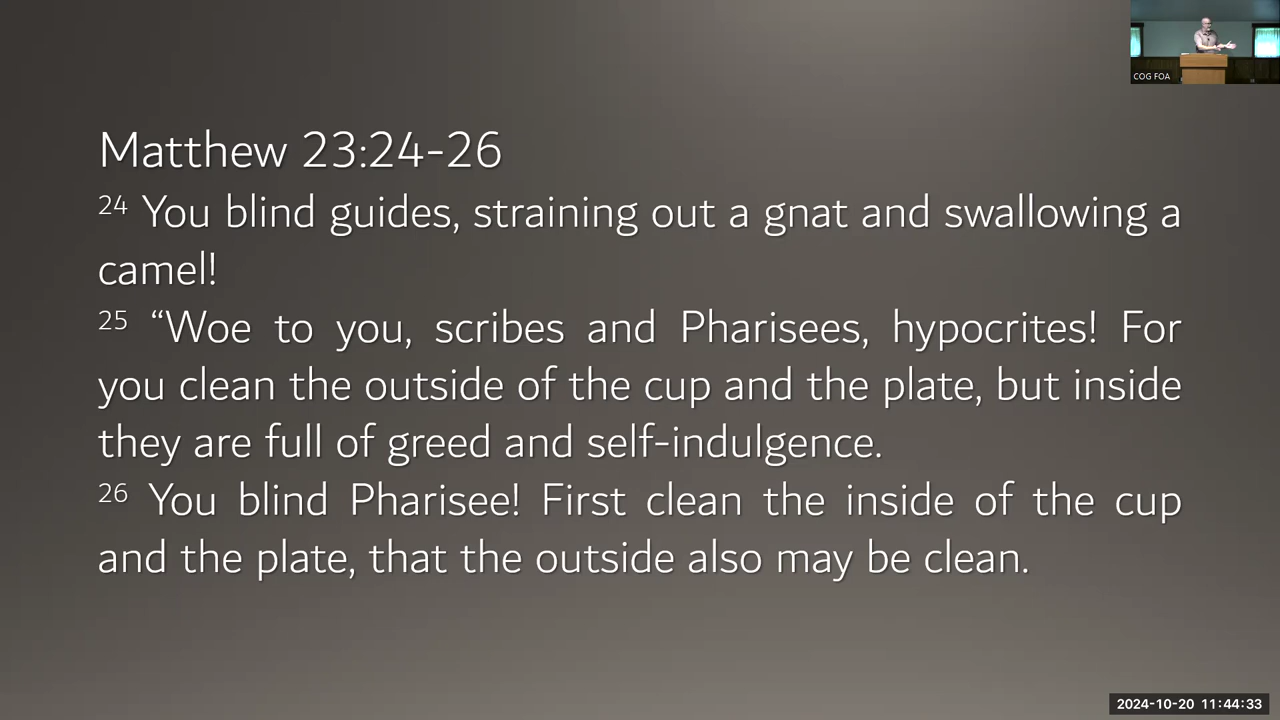 COG FOA
Matthew 23:24-26
24 You blind guides, straining out a gnat and swallowing a
camel!
25 “Woe to you, scribes and Pharisees, hypocrites! For
you clean the outside of the cup and the plate, but inside
they are full of greed and self-indulgence.
26 You blind Pharisee! First clean the inside of the cup
and the plate, that the outside also may be clean.
2024-10-20 11:44:33